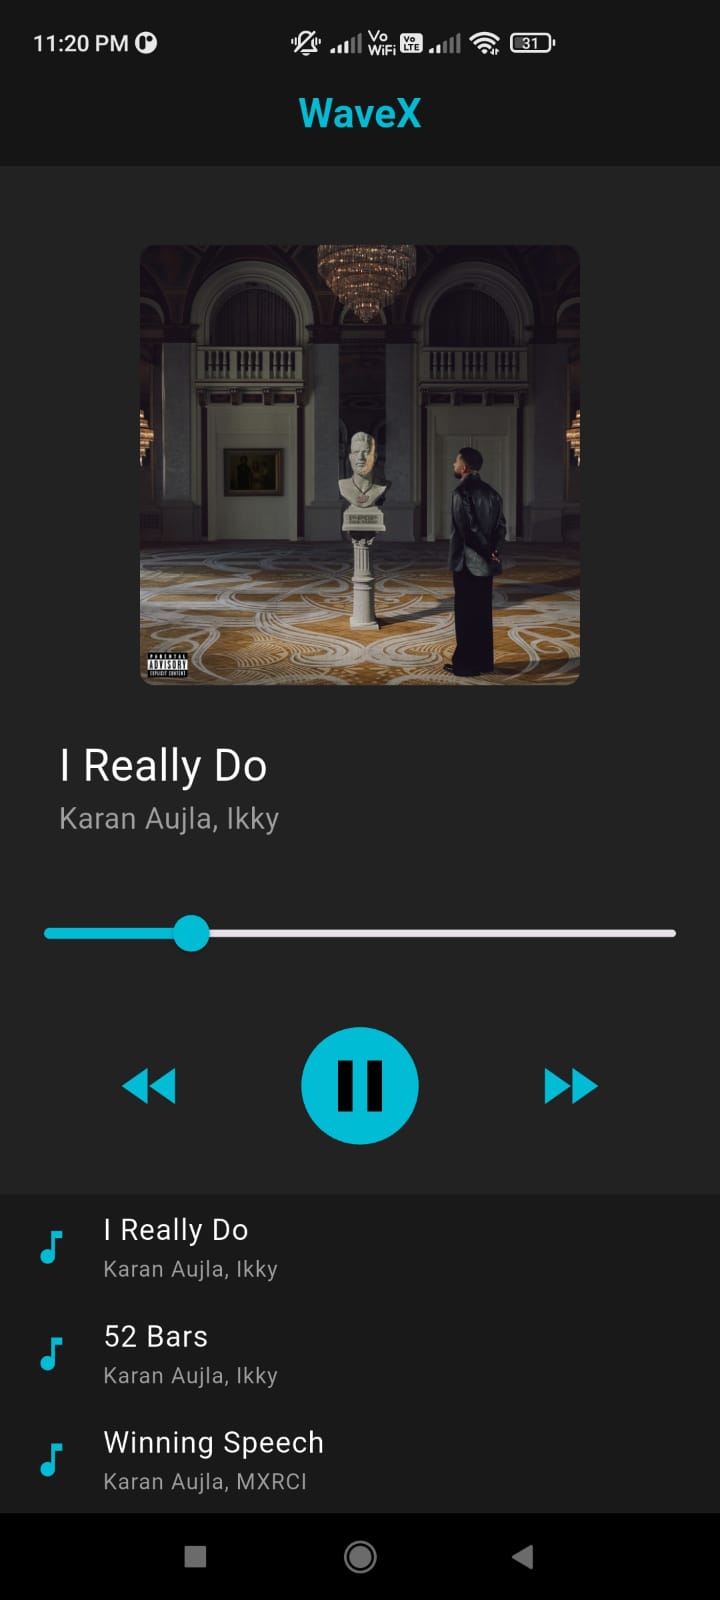 11:20 PM
Vo
WiFi
Vo
LTE
31
WaveX
PARENTAL
ADVISORY
EXPLICIT CONTENT
I Really Do
Karan Aujla, Ikky
I Really Do
Karan Aujla, Ikky
52 Bars
Karan Aujla, Ikky
Winning Speech
Karan Aujla, MXRCI